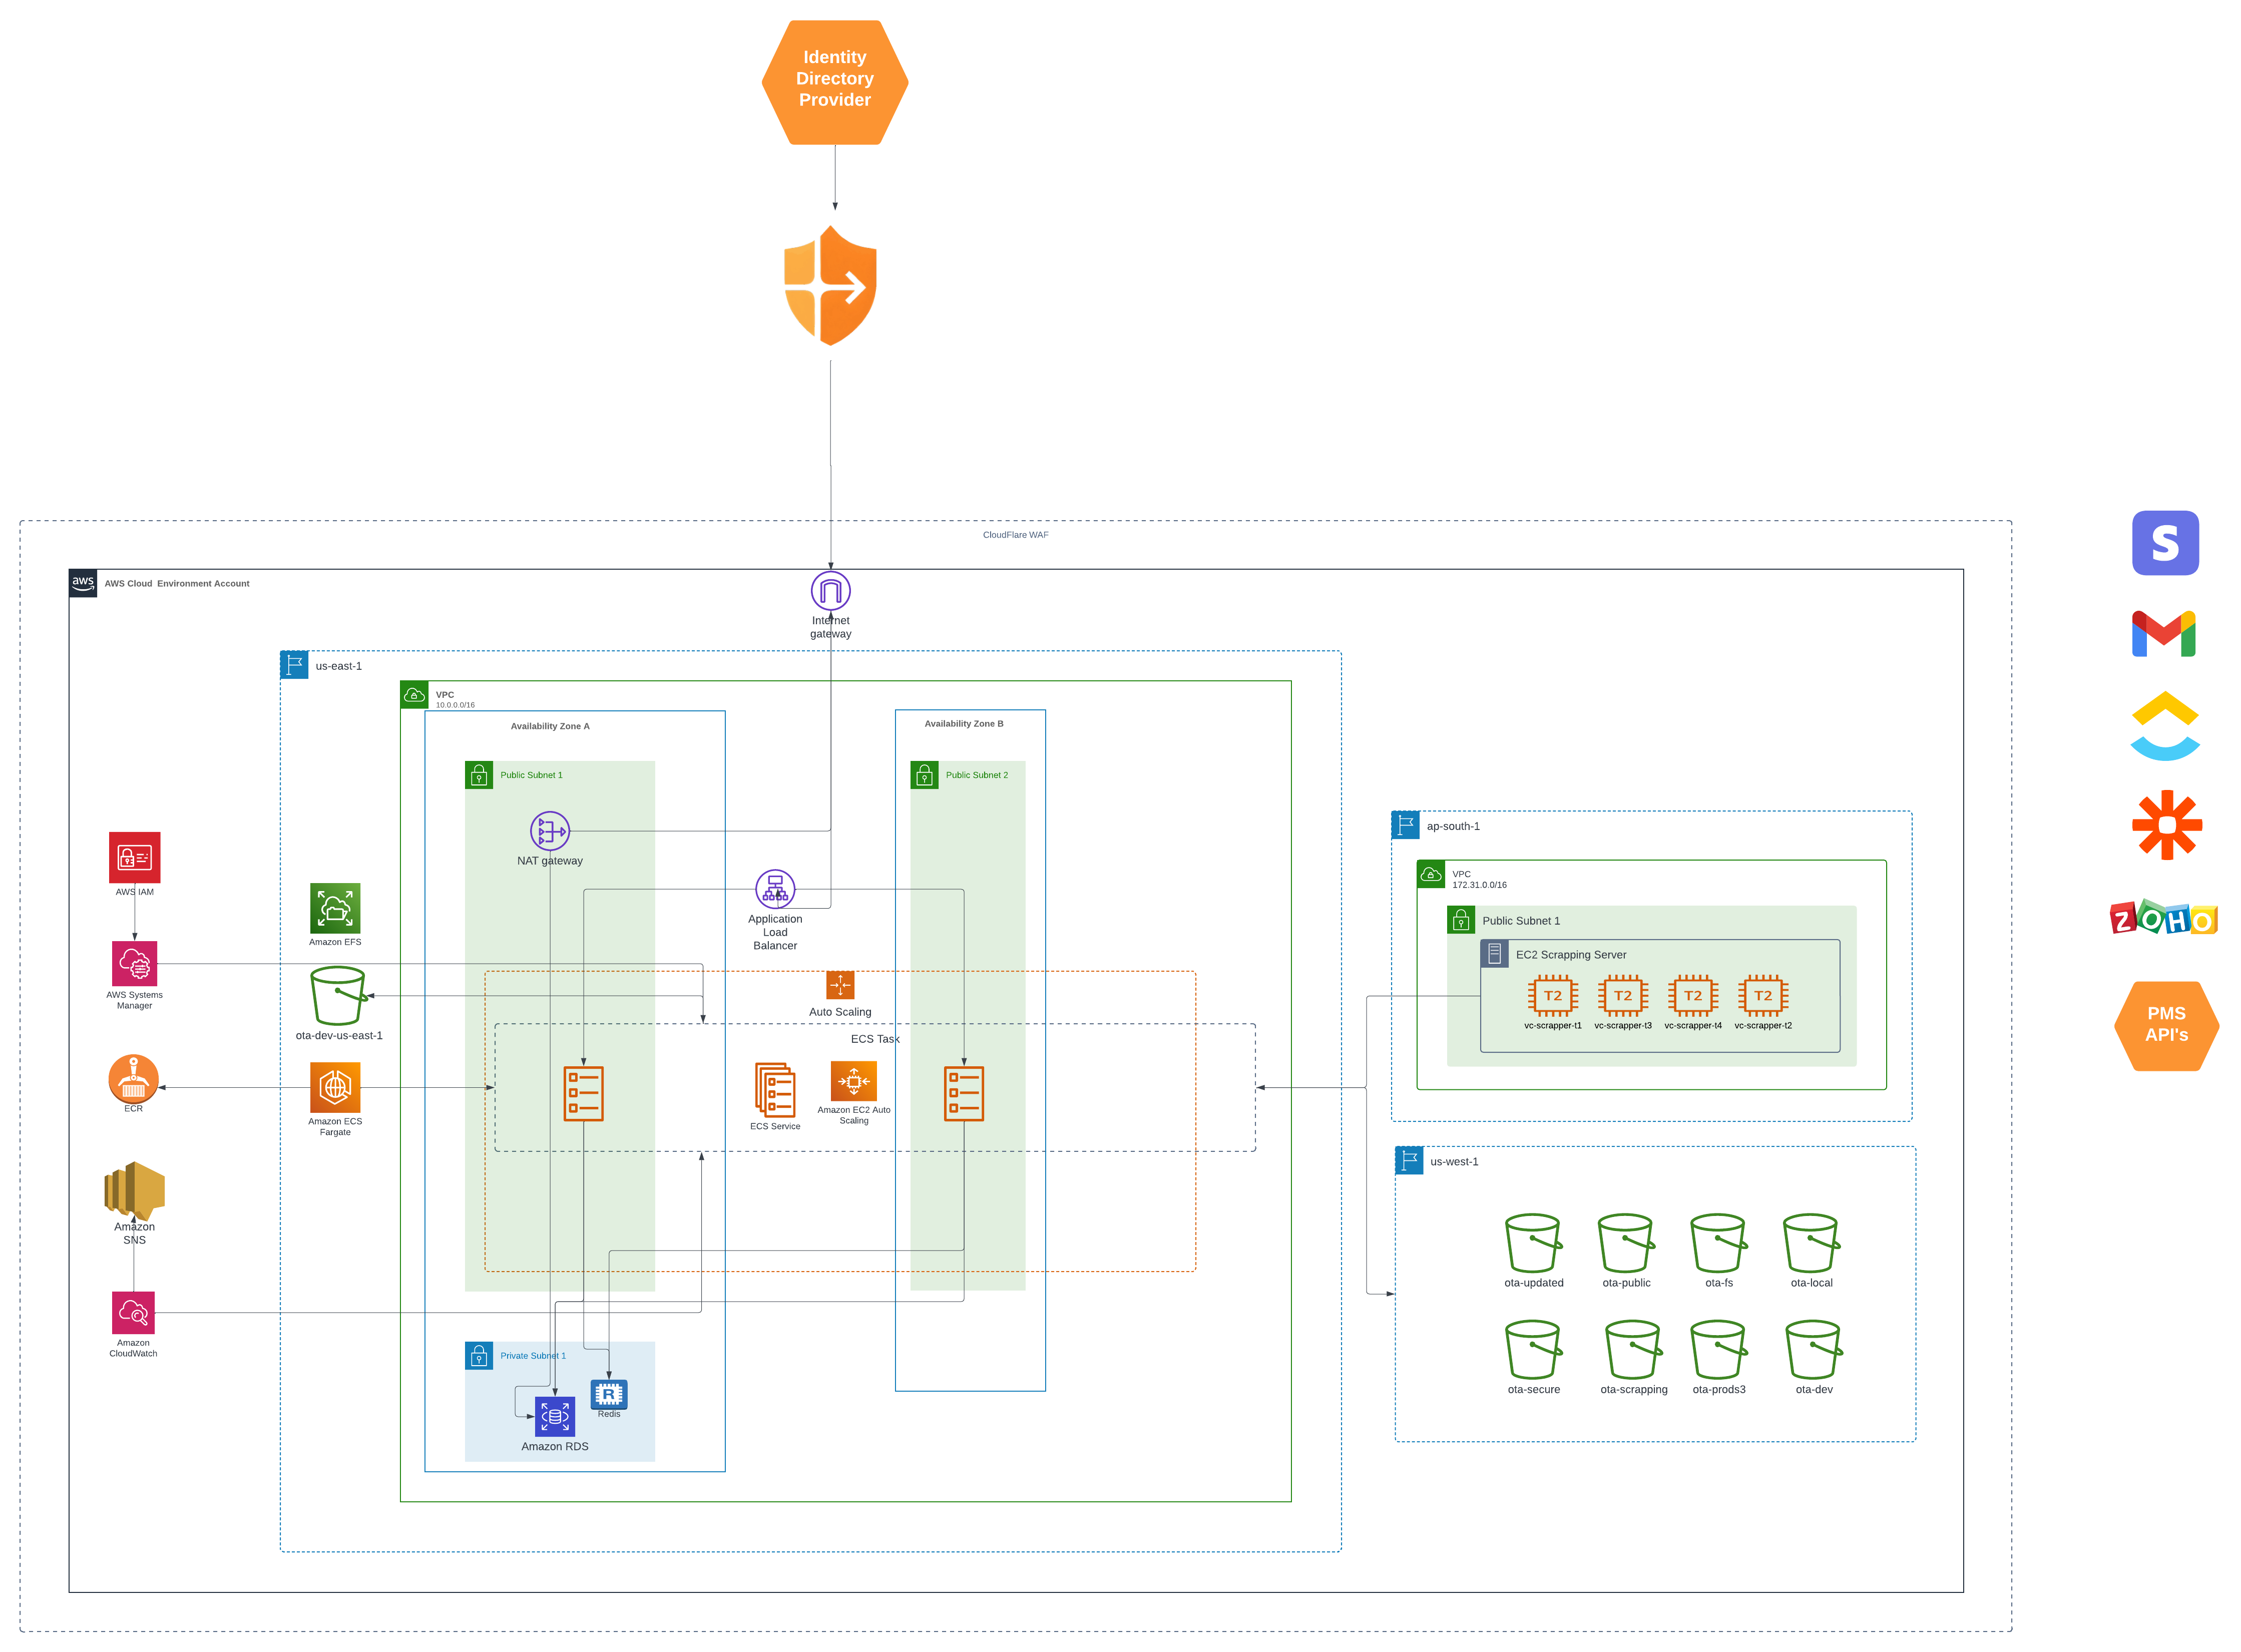 Identity
Directory
Provider
CloudFlare WAF
aws
AWS Cloud  Environment Account
Internet
gateway
us-east-1
VPC
10.0.0.0/16
Availability Zone A
Availability Zone B
Public Subnet 1
Public Subnet 2
NAT gateway
Application
Load
Balancer
AWS IAM
Amazon EFS
AWS Systems
Manager
ota-dev-us-east-1
Auto Scaling
ECS Task
ECR
Amazon ECS
Fargate
ECS Service
Amazon EC2 Auto
Scaling
Amazon
SNS
Amazon
CloudWatch
Private Subnet 1
R
Redis
Amazon RDS
ap-south-1
VPC
172.31.0.0/16
Public Subnet 1
EC2 Scrapping Server
T2
T2
T2
T2
vc-scrapper-t1
vc-scrapper-t3
vc-scrapper-t4
vc-scrapper-t2
us-west-1
ota-updated
ota-public
ota-fs
ota-local
ota-secure
ota-scrapping
ota-prods3
ota-dev
S
ZOHO
PMS
API's